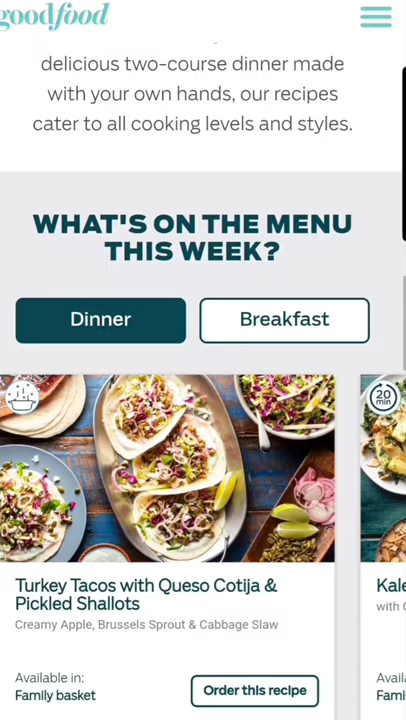 goodfood
delicious two-course dinner made
with your own hands, our recipes
cater to all cooking levels and styles.
WHAT'S ON THE MENU
THIS WEEK?
Dinner
Breakfast
20
min
Turkey Tacos with Queso Cotija &
Pickled Shallots
Creamy Apple, Brussels Sprout & Cabbage Slaw
Available in:
Family basket
Order this recipe
Kale
with